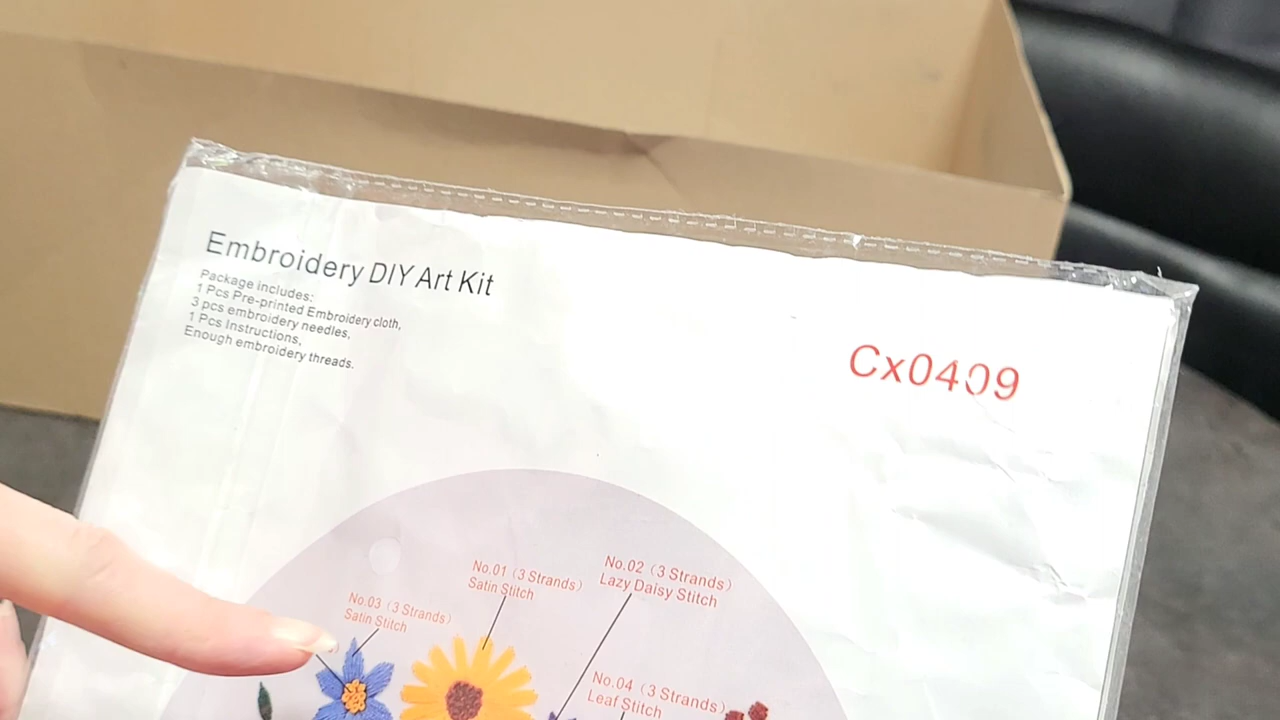 Embroidery DIY Art Kit
Package includes:
1 Pcs Pre-printed Embroidery cloth,
3 pcs embroidery needles,
1 Pcs Instructions,
Enough embroidery threads.
Cx0409
No.01 (3 Strands)
Satin Stitch
No.02 (3 Strands)
Lazy Daisy Stitch
No.03 (3 Strands)
Satin Stitch
No.04 (3 Strands)
Leaf Stitch